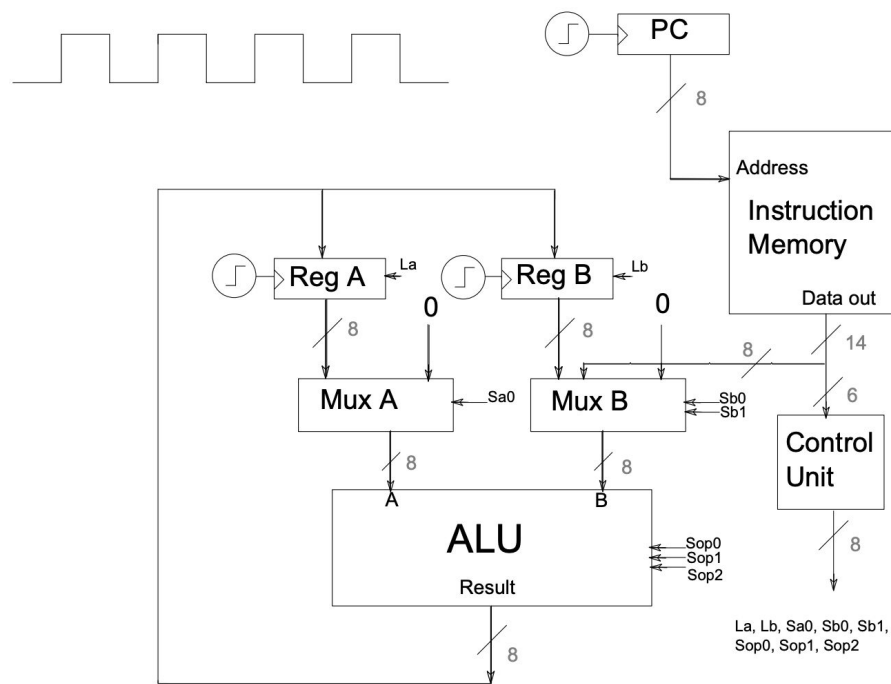 PC
8
Address
Instruction
Memory
Data out
14
La
Reg A
Lb
Reg B
0
0
8
8
8
6
Mux A
Sa0
Mux B
Sb0
Sb1
Control
Unit
8
8
A
B
ALU
Sop0
Sop1
Sop2
8
Result
8
La, Lb, Sa0, Sb0, Sb1,
Sop0, Sop1, Sop2